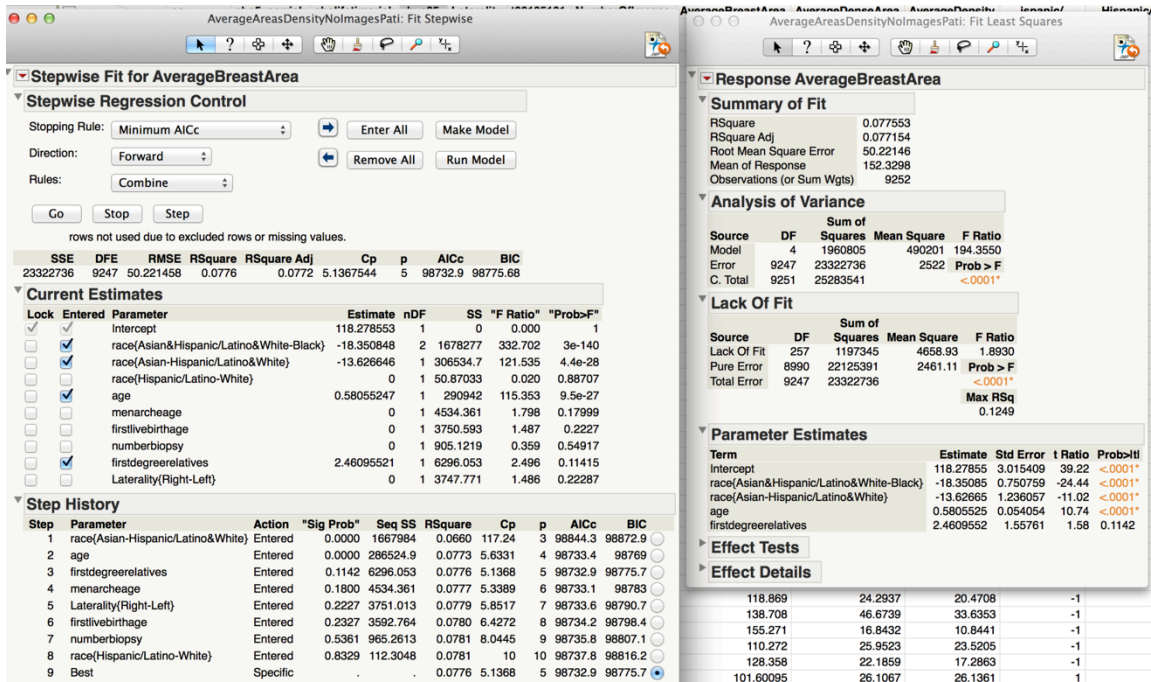 AverageAreasDensityNoImagesPati: Fit Stepwise
Stepwise Fit for AverageBreastArea
Stepwise Regression Control
Stopping Rule: Minimum AICc Enter All Make Model
Direction: Forward Remove All Run Model
Rules: Combine
Go Stop Step
rows not used due to excluded rows or missing values.
SSE DFE RMSE RSquare RSquare Adj Cp p AICc BIC
23322736 9247 50.221458 0.0776 0.0772 5.1367544 5 98732.9 98775.68
Current Estimates
Lock Entered Parameter Estimate nDF SS "F Ratio" "Prob>F"
Intercept 118.278553 1 0 0.000 1
race{Asian&Hispanic/Latino&White-Black} -18.350848 2 1678277 332.702 3e-140
race{Asian-Hispanic/Latino&White} -13.626646 1 306534.7 121.535 4.4e-28
race{Hispanic/Latino-White} 0 1 50.87033 0.020 0.88707
age 0.58055247 1 290942 115.353 9.5e-27
menarcheage 0 1 4534.361 1.798 0.17999
firstlivebirthage 0 1 3750.593 1.487 0.2227
numberbiopsy 0 1 905.1219 0.359 0.54917
firstdegreerelatives 2.46095521 1 6296.053 2.496 0.11415
Laterality{Right-Left} 0 1 3747.771 1.486 0.22287
Step History
Step Parameter Action "Sig Prob" Seq SS RSquare Cp p AICc BIC
1 race{Asian-Hispanic/Latino&White} Entered 0.0000 1667984 0.0660 117.24 3 98844.3 98872.9
2 age Entered 0.0000 286524.9 0.0773 5.6331 4 98733.4 98769
3 firstdegreerelatives Entered 0.1142 6296.053 0.0776 5.1368 5 98732.9 98775.7
4 menarcheage Entered 0.1800 4534.361 0.0777 5.3389 6 98733.1 98783
5 Laterality{Right-Left} Entered 0.2227 3751.013 0.0779 5.8517 7 98733.6 98790.7
6 firstlivebirthage Entered 0.2327 3592.764 0.0780 6.4272 8 98734.2 98798.4
7 numberbiopsy Entered 0.5361 965.2613 0.0781 8.0445 9 98735.8 98807.1
8 race{Hispanic/Latino-White} Entered 0.8329 112.3048 0.0781 10 10 98737.8 98816.2
9 Best Specific . . 0.0776 5.1368 5 98732.9 98775.7
AverageAreasDensityNoImagesPati: Fit Least Squares
Response AverageBreastArea
Summary of Fit
RSquare 0.077553
RSquare Adj 0.077154
Root Mean Square Error 50.22146
Mean of Response 152.3298
Observations (or Sum Wgts) 9252
Analysis of Variance
Sum of
Source DF Squares Mean Square F Ratio
Model 4 1960805 490201 194.3550
Error 9247 23322736 2522 Prob > F
C. Total 9251 25283541 <.0001*
Lack Of Fit
Sum of
Source DF Squares Mean Square F Ratio
Lack Of Fit 257 1197345 4658.93 1.8930
Pure Error 8990 22125391 2461.11 Prob > F
Total Error 9247 23322736 <.0001*
Max RSq
0.1249
Parameter Estimates
Term Estimate Std Error t Ratio Prob>|t|
Intercept 118.27855 3.015409 39.22 <.0001*
race{Asian&Hispanic/Latino&White-Black} -18.35085 0.750759 -24.44 <.0001*
race{Asian-Hispanic/Latino&White} -13.62665 1.236057 -11.02 <.0001*
age 0.5805525 0.054054 10.74 <.0001*
firstdegreerelatives 2.4609552 1.55761 1.58 0.1142
Effect Tests
Effect Details
118.869 24.2937 20.4708 -1
138.708 46.6739 33.6353 -1
155.271 16.8432 10.8441 -1
110.272 25.9523 23.5205 -1
128.358 22.1859 17.2863 -1
101.60095 26.1067 26.1361 1